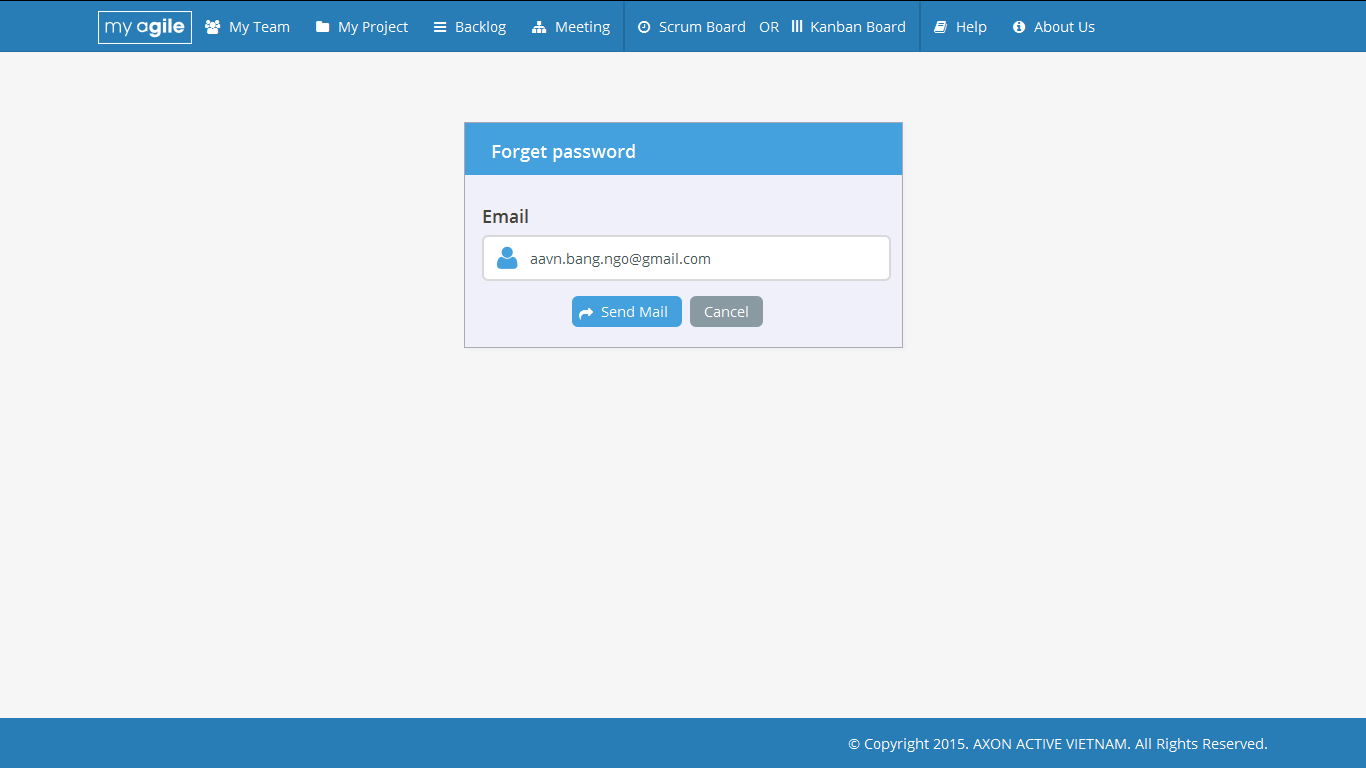 my agile My Team My Project Backlog Meeting Scrum Board OR Kanban Board Help About Us
Forget password
Email
aavn.bang.ngo@gmail.com
Send Mail Cancel
© Copyright 2015. AXON ACTIVE VIETNAM. All Rights Reserved.